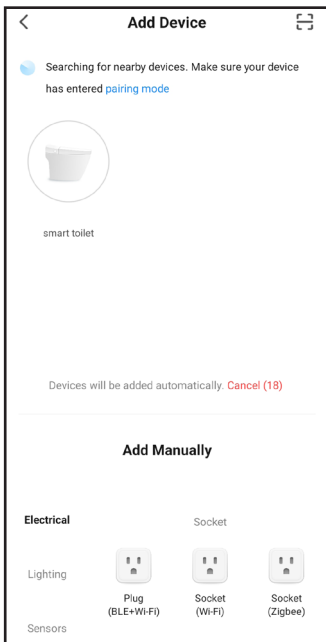 Add Device
Searching for nearby devices. Make sure your device
has entered pairing mode
smart toilet
Devices will be added automatically. Cancel (18)
Add Manually
Electrical
Socket
Lighting
Plug
(BLE+Wi-Fi)
Socket
(Wi-Fi)
Socket
(Zigbee)
Sensors